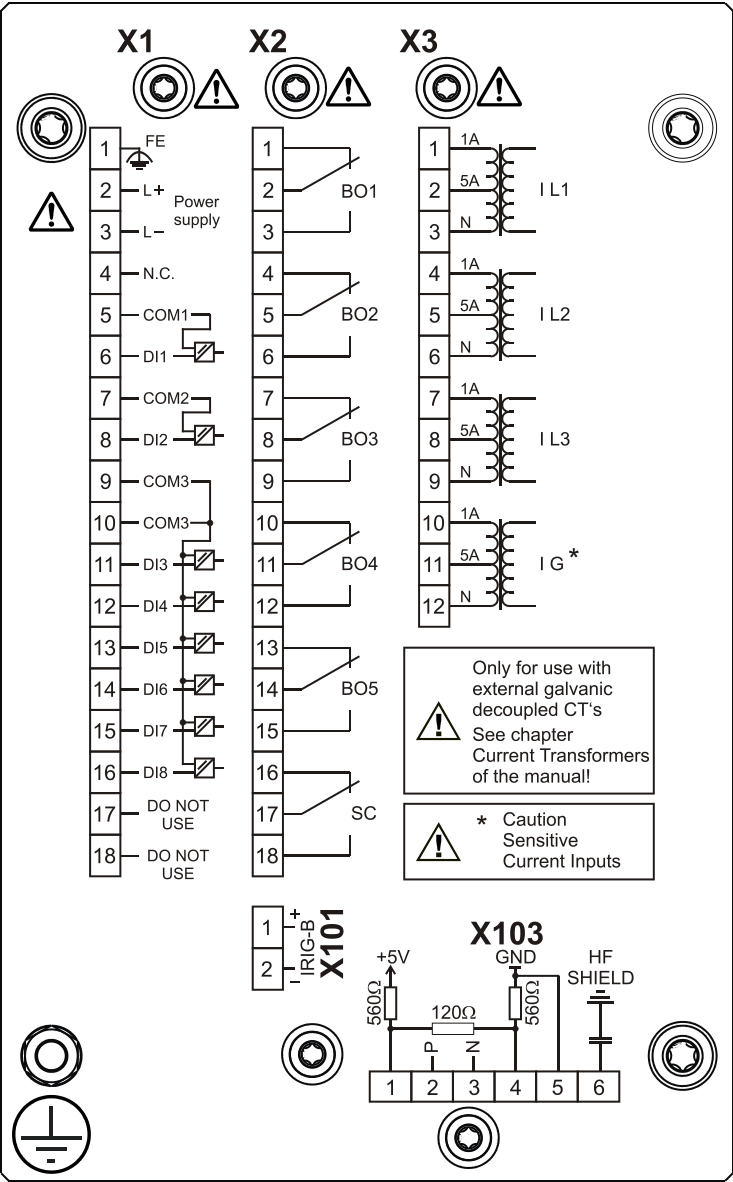 X1 X2 X3
1 FE
2 L+
3 L−
Power
supply
4 N.C.
5 COM1
6 DI1
7 COM2
8 DI2
9 COM3
10 COM3
11 DI3
12 DI4
13 DI5
14 DI6
15 DI7
16 DI8
17 DO NOT
USE
18 DO NOT
USE
1
2 BO1
3
4
5 BO2
6
7
8 BO3
9
10
11 BO4
12
13
14 BO5
15
16
17 SC
18
1 1A
2 5A I L1
3 N
4 1A
5 5A I L2
6 N
7 1A
8 5A I L3
9 N
10 1A
11 5A I G*
12 N
Only for use with
external galvanic
decoupled CT‘s
See chapter
Current Transformers
of the manual!
* Caution
Sensitive
Current Inputs
1 +
2 −
IRIG-B
X101
X103
+5V GND HF
SHIELD
560Ω 120Ω 560Ω
P N
1 2 3 4 5 6